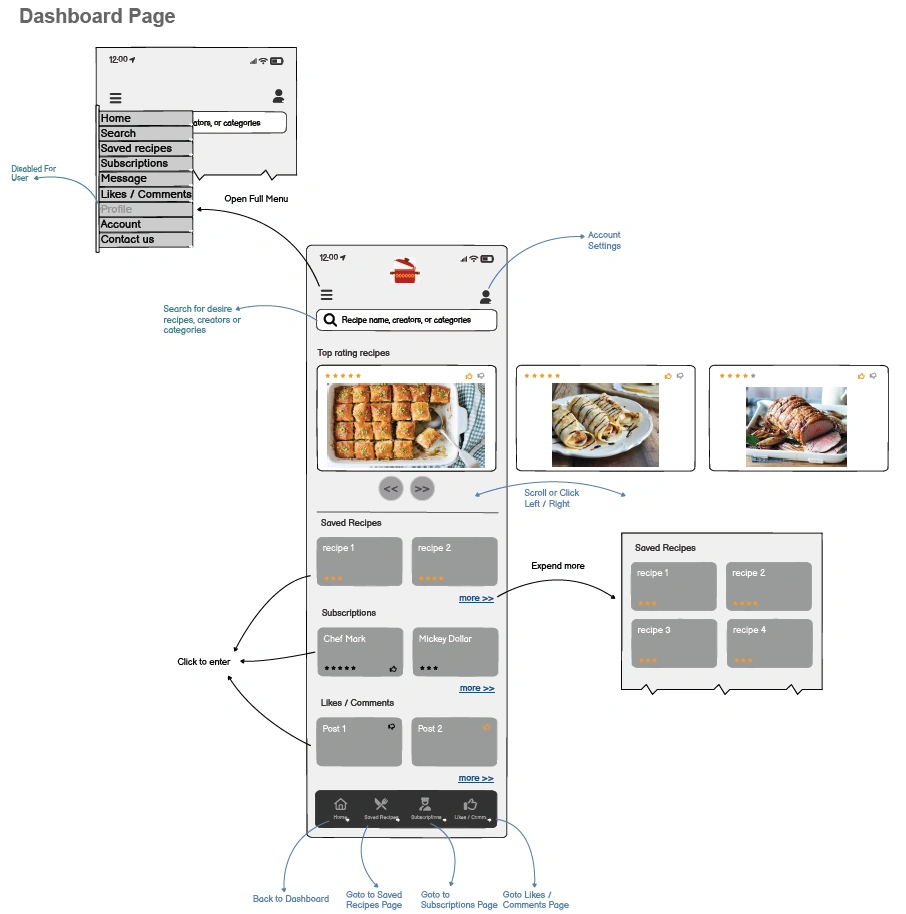 Dashboard Page
12:00
Home
ators, or categories
Search
Saved recipes
Subscriptions
Message
Likes / Comments
Profile
Account
Contact us
Disabled For
User
Open Full Menu
12:00
Account
Settings
Search for desire
recipes, creators or
categories
Recipe name, creators, or categories
Top rating recipes
<<
>>
Scroll or Click
Left / Right
Saved Recipes
recipe 1
recipe 2
more >>
Expend more
Saved Recipes
recipe 1
recipe 2
recipe 3
recipe 4
Subscriptions
Chef Mark
Mickey Dollar
more >>
Click to enter
Likes / Comments
Post 1
Post 2
more >>
Home
Saved Recipes
Subscriptions
Likes / Comm
Back to Dashboard
Goto to Saved
Recipes Page
Goto to
Subscriptions Page
Goto Likes /
Comments Page